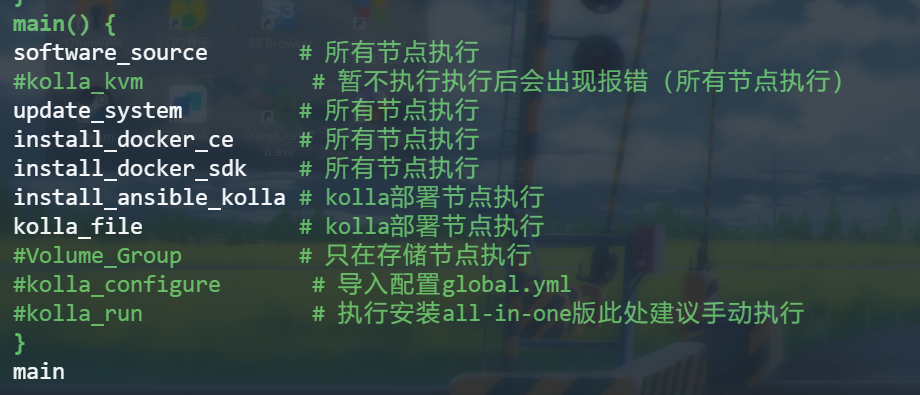 }
main() {
software_source # 所有节点执行
#kolla_kvm # 暂不执行执行后会出现报错（所有节点执行）
update_system # 所有节点执行
install_docker_ce # 所有节点执行
install_docker_sdk # 所有节点执行
install_ansible_kolla # kolla部署节点执行
kolla_file # kolla部署节点执行
#Volume_Group # 只在存储节点执行
#kolla_configure # 导入配置global.yml
#kolla_run # 执行安装all-in-one版此处建议手动执行
}
main